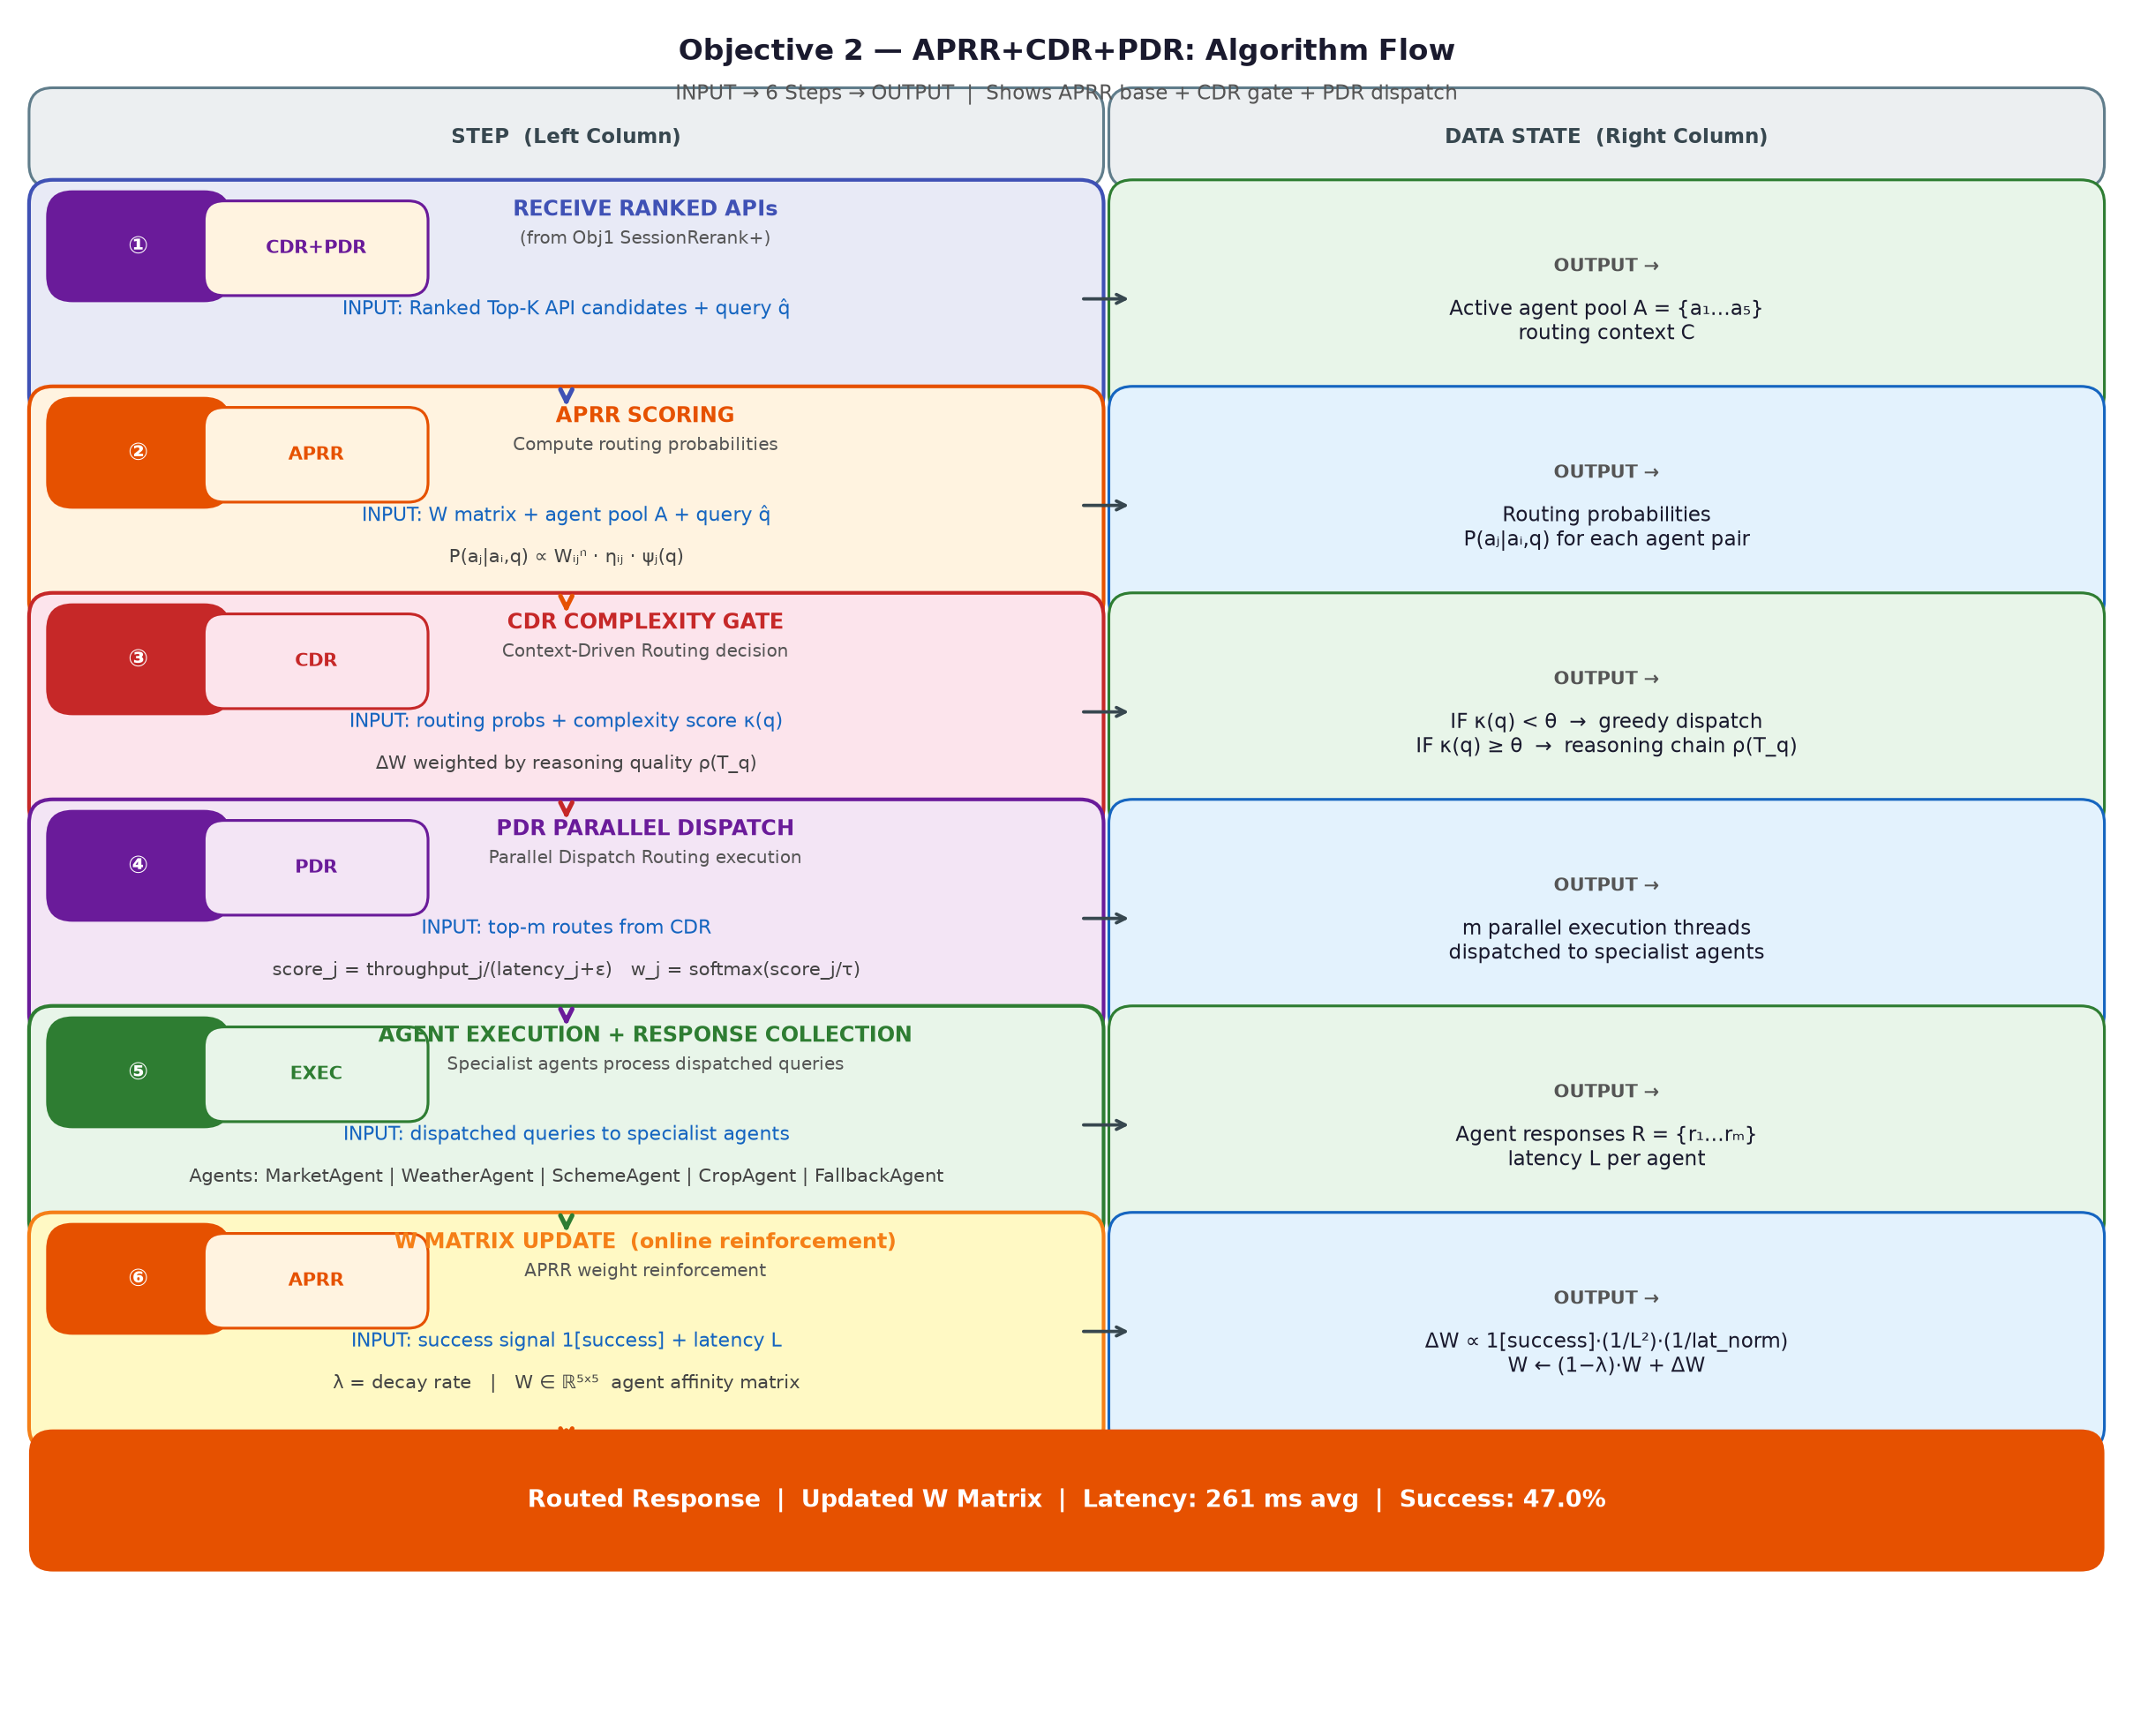 Objective 2 — APRR+CDR+PDR: Algorithm Flow
INPUT → 6 Steps → OUTPUT | Shows APRR base + CDR gate + PDR dispatch
STEP (Left Column)
DATA STATE (Right Column)
①
CDR+PDR
RECEIVE RANKED APIs
(from Obj1 SessionRerank+)
INPUT: Ranked Top-K API candidates + query q̂
OUTPUT →
Active agent pool A = {a₁…a₅}
routing context C
②
APRR
APRR SCORING
Compute routing probabilities
INPUT: W matrix + agent pool A + query q̂
P(aⱼ|aᵢ,q) ∝ Wᵢⱼⁿ · ηᵢⱼ · ψⱼ(q)
OUTPUT →
Routing probabilities
P(aⱼ|aᵢ,q) for each agent pair
③
CDR
CDR COMPLEXITY GATE
Context-Driven Routing decision
INPUT: routing probs + complexity score κ(q)
ΔW weighted by reasoning quality ρ(T_q)
OUTPUT →
IF κ(q) < θ → greedy dispatch
IF κ(q) ≥ θ → reasoning chain ρ(T_q)
④
PDR
PDR PARALLEL DISPATCH
Parallel Dispatch Routing execution
INPUT: top-m routes from CDR
score_j = throughput_j/(latency_j+ε) w_j = softmax(score_j/τ)
OUTPUT →
m parallel execution threads
dispatched to specialist agents
⑤
EXEC
AGENT EXECUTION + RESPONSE COLLECTION
Specialist agents process dispatched queries
INPUT: dispatched queries to specialist agents
Agents: MarketAgent | WeatherAgent | SchemeAgent | CropAgent | FallbackAgent
OUTPUT →
Agent responses R = {r₁…rₘ}
latency L per agent
⑥
APRR
W MATRIX UPDATE (online reinforcement)
APRR weight reinforcement
INPUT: success signal 1[success] + latency L
λ = decay rate | W ∈ ℝ⁵ˣ⁵ agent affinity matrix
OUTPUT →
ΔW ∝ 1[success]·(1/L²)·(1/lat_norm)
W ← (1−λ)·W + ΔW
Routed Response | Updated W Matrix | Latency: 261 ms avg | Success: 47.0%